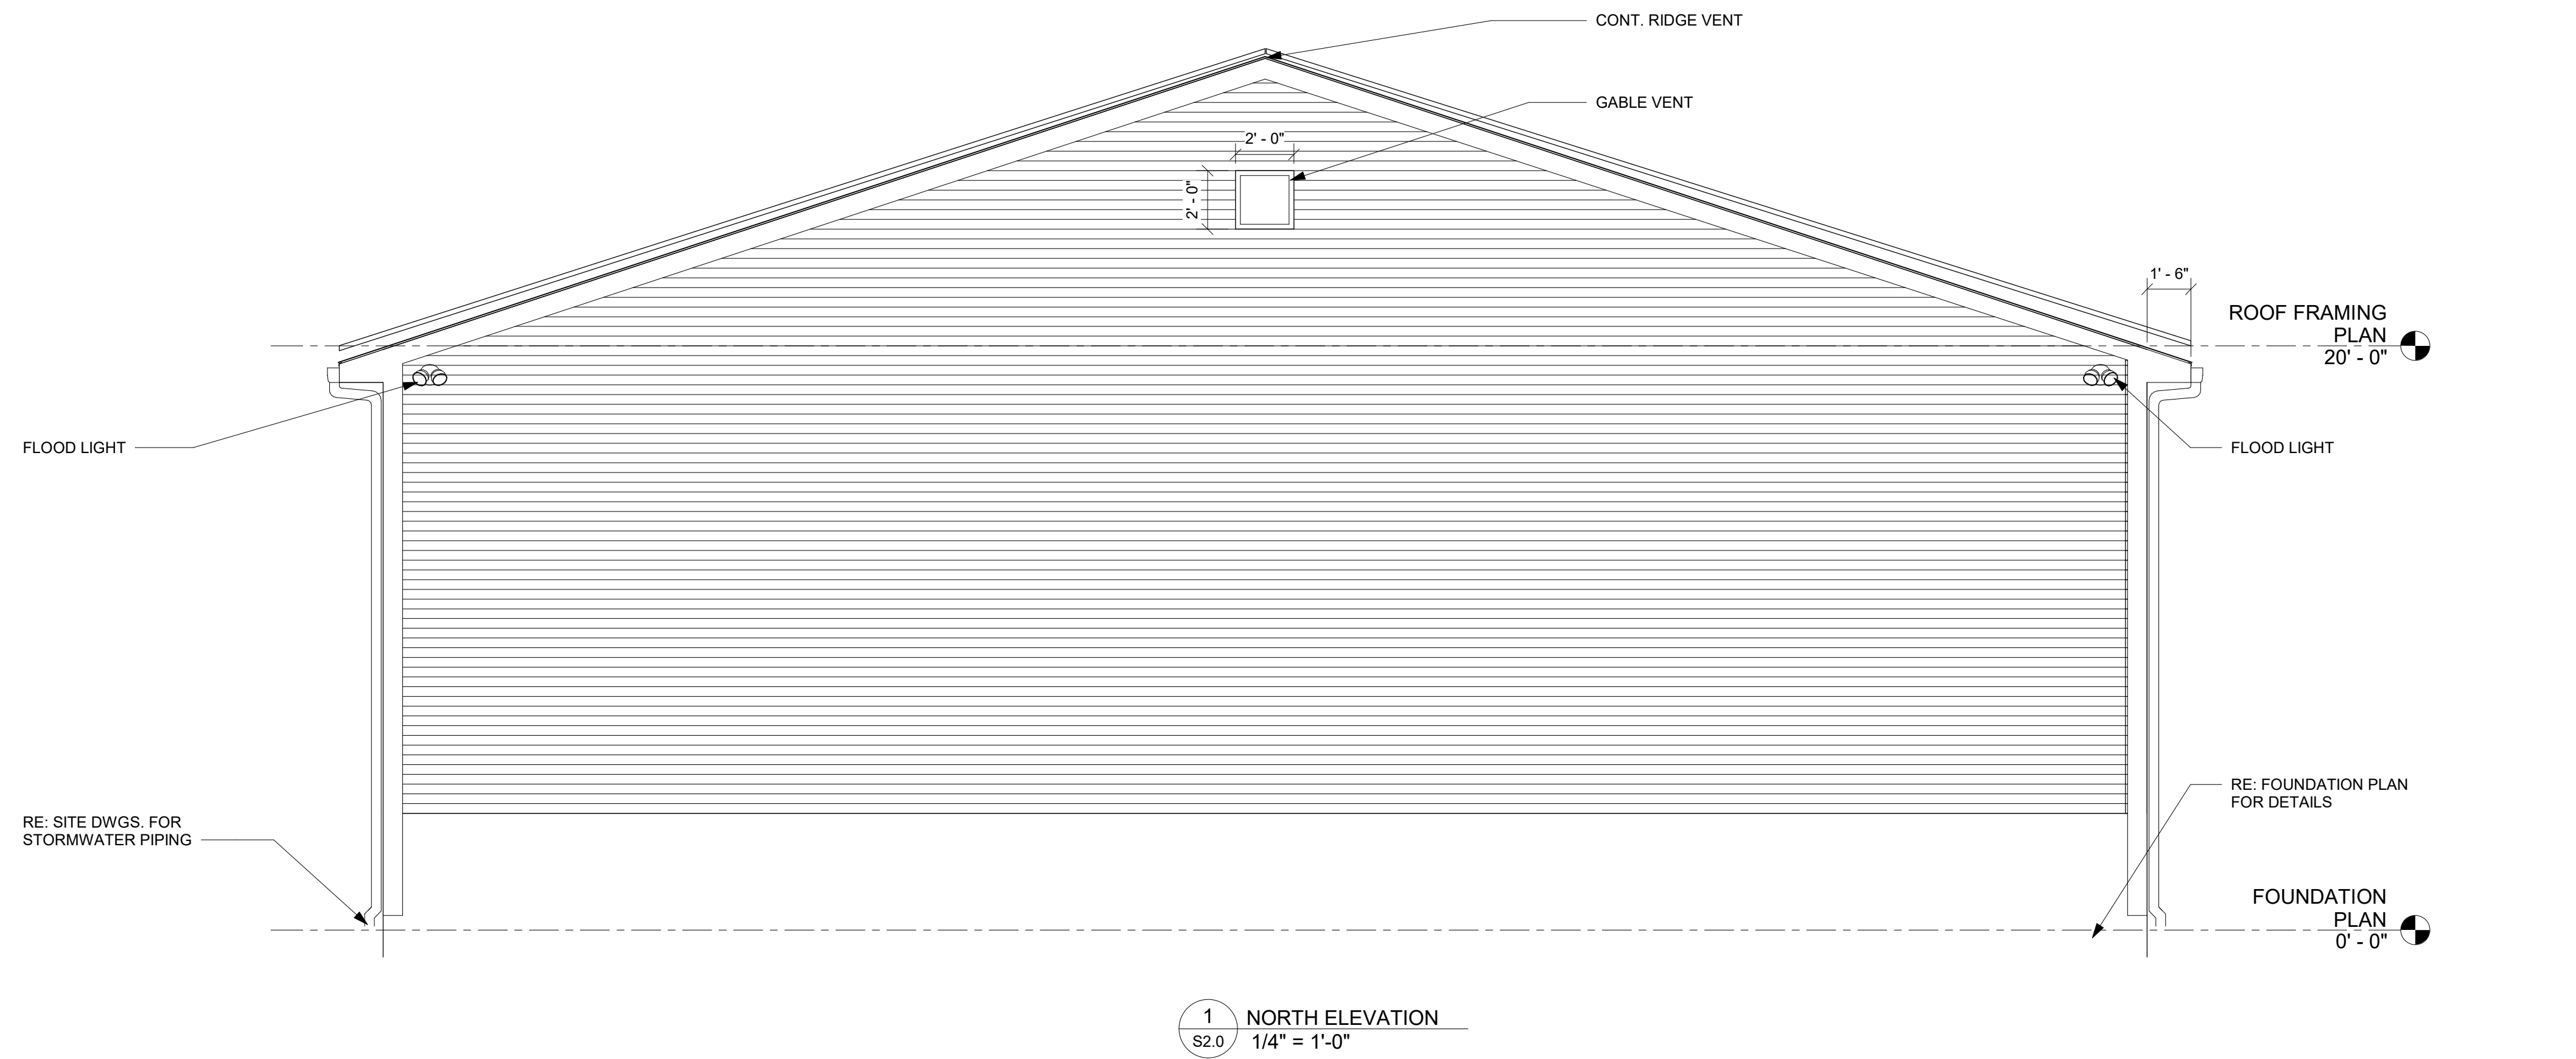 CONT. RIDGE VENT
GABLE VENT
2' - 0"
2' - 0"
1' - 6"
ROOF FRAMING
PLAN
20' - 0"
FLOOD LIGHT
FLOOD LIGHT
RE: FOUNDATION PLAN
FOR DETAILS
RE: SITE DWGS. FOR
STORMWATER PIPING
FOUNDATION
PLAN
0' - 0"
1
S2.0
NORTH ELEVATION
1/4" = 1'-0"